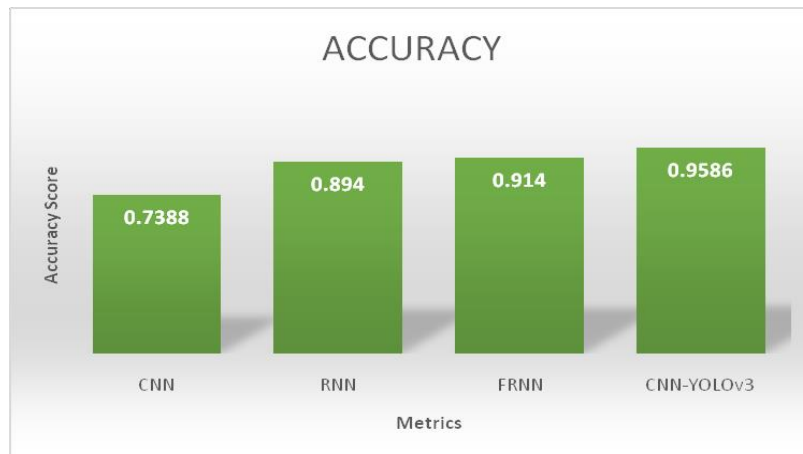 ACCURACY
Accuracy Score
0.7388
0.894
0.914
0.9586
CNN
RNN
FRNN
CNN-YOLOv3
Metrics